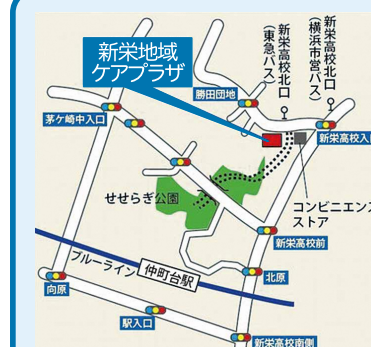 新栄地域
ケアプラザ
新栄高校北口
（東急バス）
新栄高校北口
（横浜市営バス）
勝田団地
茅ケ崎中入口
新栄高校入
せせらぎ公園
コンビニエンス
ストア
新栄高校前
ブルーライン
仲町台駅
北原
向原
駅入口
新栄高校南側